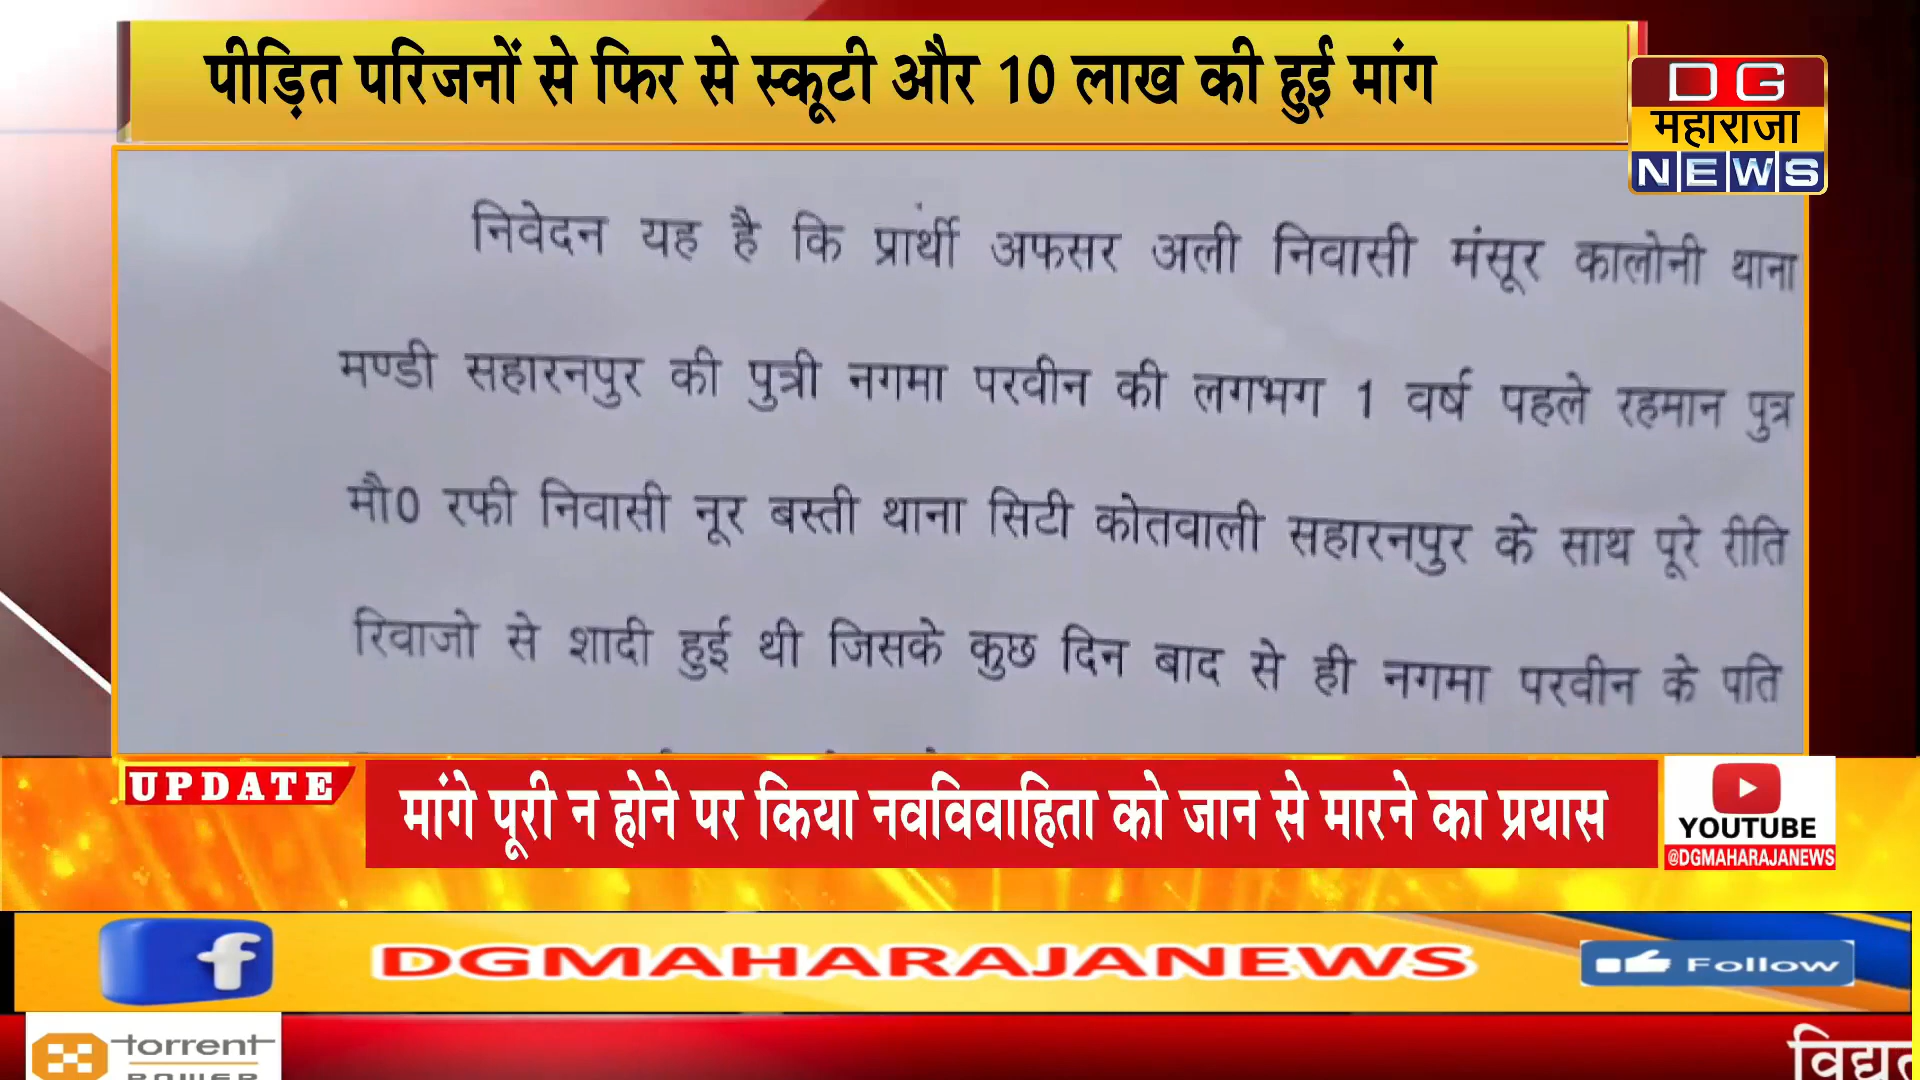 पीड़ित परिजनों से फिर से स्कूटी और 10 लाख की हुई मांग
DG
महाराजा
NEWS
निवेदन यह है कि प्रार्थी अफसर अली निवासी मंसूर कालोनी थाना
मण्डी सहारनपुर की पुत्री नगमा परवीन की लगभग 1 वर्ष पहले रहमान पुत्र
मौ0 रफी निवासी नूर बस्ती थाना सिटी कोतवाली सहारनपुर के साथ पूरे रीति
रिवाजो से शादी हुई थी जिसके कुछ दिन बाद से ही नगमा परवीन के पति
UPDATE
मांगे पूरी न होने पर किया नवविवाहिता को जान से मारने का प्रयास
YOUTUBE
@DGMAHARAJANEWS
f
DGMAHARAJANEWS
Follow
torrent
POWER